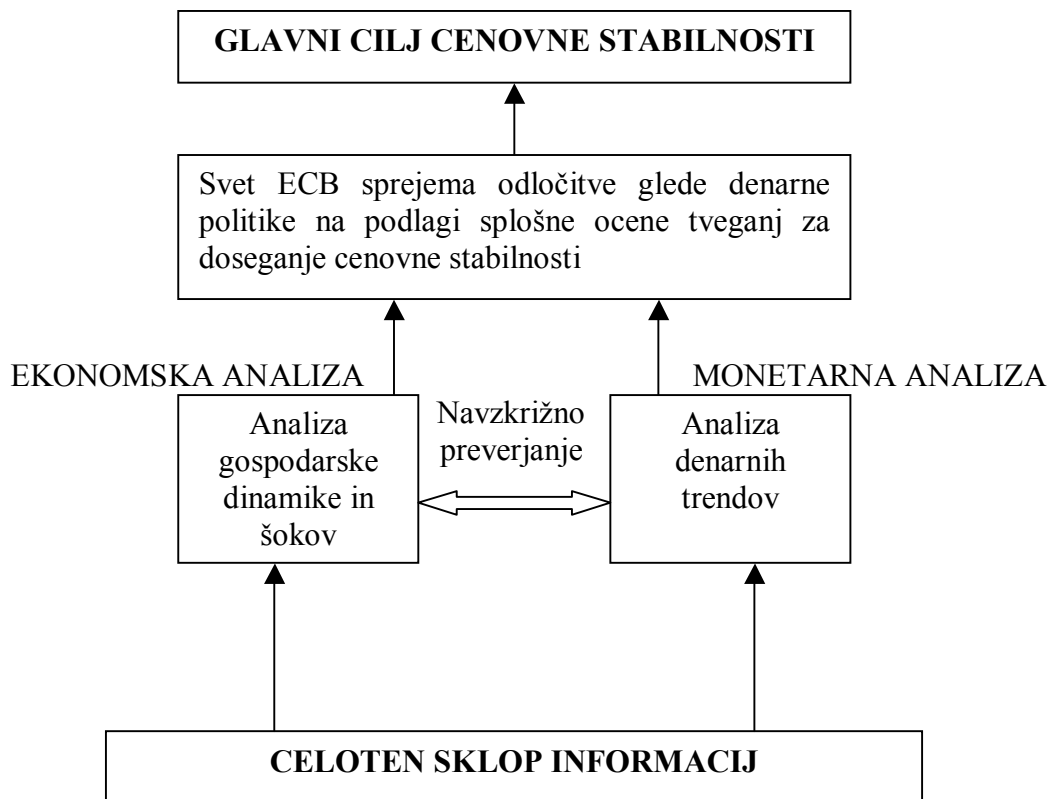 GLAVNI CILJ CENOVNE STABILNOSTI
Svet ECB sprejema odločitve glede denarne
politike na podlagi splošne ocene tveganj za
doseganje cenovne stabilnosti
EKONOMSKA ANALIZA
MONETARNA ANALIZA
Analiza
gospodarske
dinamike in
šokov
Navzkrižno
preverjanje
Analiza
denarnih
trendov
CELOTEN SKLOP INFORMACIJ